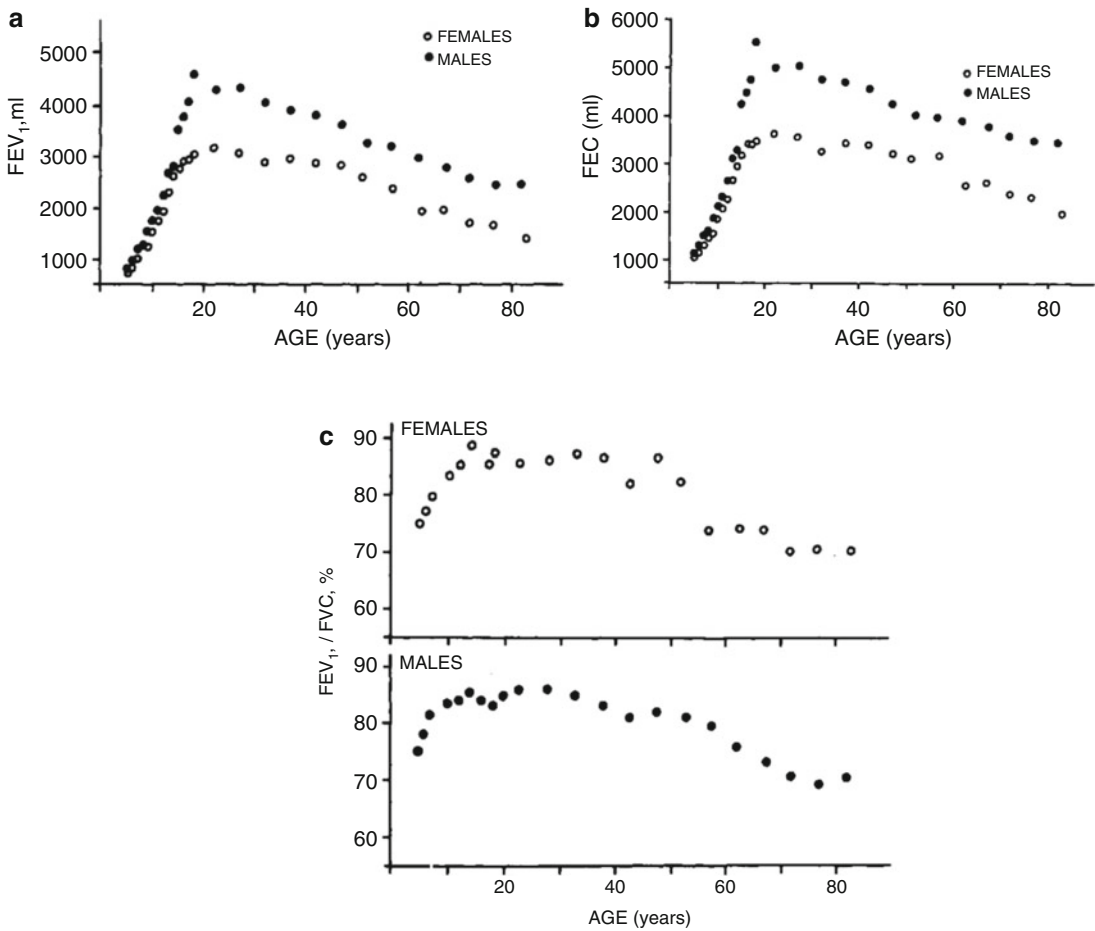 a
5000
4000
3000
2000
1000
FEV1,ml
FEMALES
MALES
20 40 60 80
AGE (years)
b
6000
5000
4000
3000
2000
1000
FEC (ml)
FEMALES
MALES
20 40 60 80
AGE (years)
c
FEV1, / FVC, %
FEMALES
90
80
70
60
MALES
90
80
70
60
20 40 60 80
AGE (years)